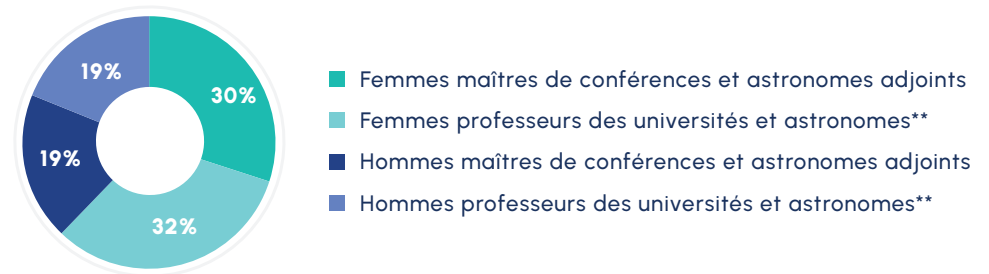 19%
30%
19%
32%
Femmes maîtres de conférences et astronomes adjoints
Femmes professeurs des universités et astronomes**
Hommes maîtres de conférences et astronomes adjoints
Hommes professeurs des universités et astronomes**